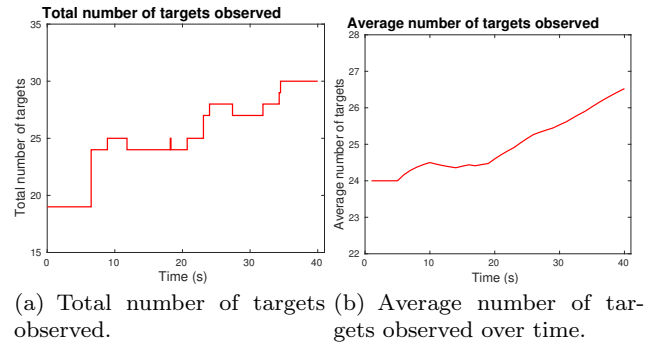 Total number of targets observed
Total number of targets
35
30
25
20
15
0
10
20
30
40
Time (s)
Average number of targets observed
Average number of targets
28
27
26
25
24
23
22
0
10
20
30
40
Time (s)
(a) Total number of targets
observed.
(b) Average number of tar-
gets observed over time.